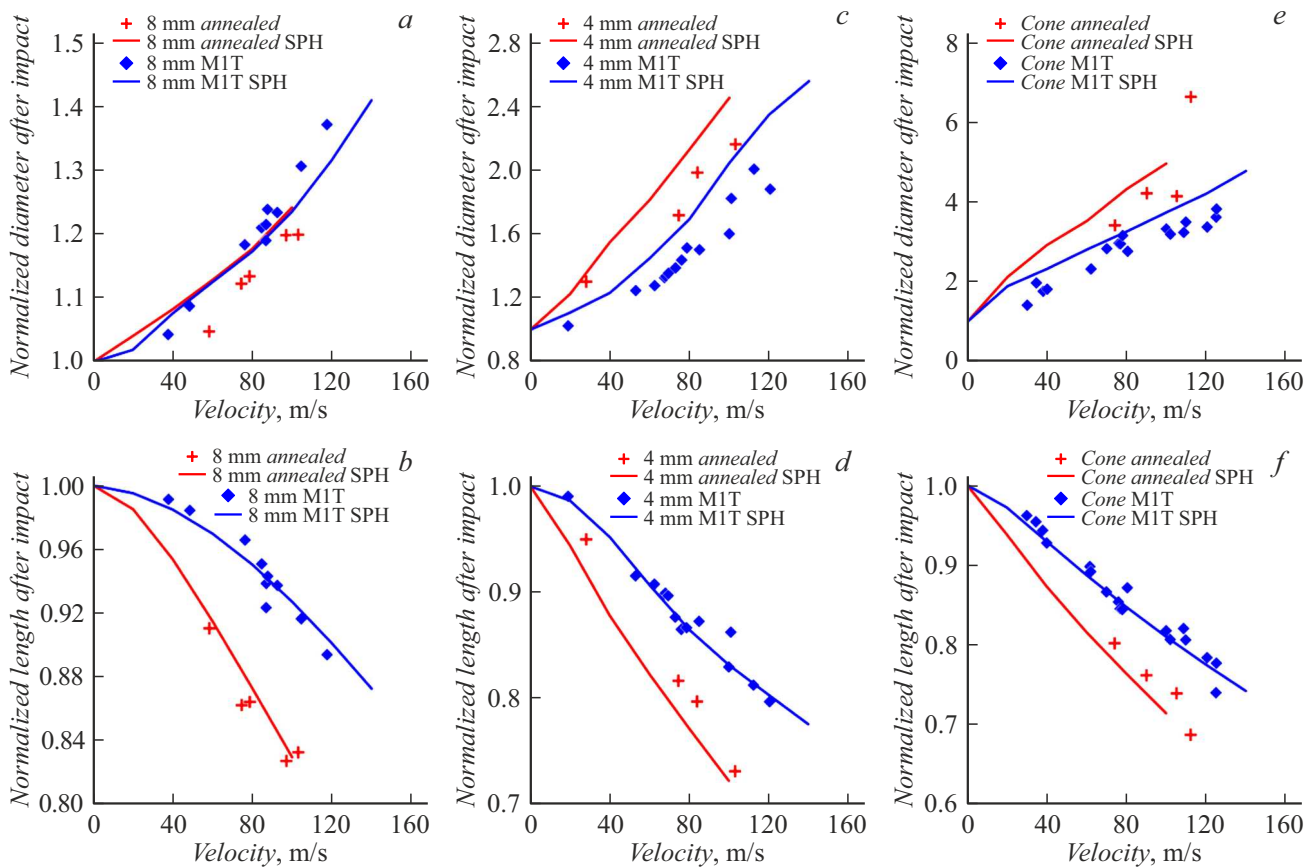 a
8 mm annealed
8 mm annealed SPH
8 mm M1T
8 mm M1T SPH
Normalized diameter after impact
1.5
1.4
1.3
1.2
1.1
1.0
0 40 80 120 160
Velocity, m/s
c
4 mm annealed
4 mm annealed SPH
4 mm M1T
4 mm M1T SPH
Normalized diameter after impact
2.8
2.4
2.0
1.6
1.2
0.8
0 40 80 120 160
Velocity, m/s
e
Cone annealed
Cone annealed SPH
Cone M1T
Cone M1T SPH
Normalized diameter after impact
8
6
4
2
0
0 40 80 120 160
Velocity, m/s
b
8 mm annealed
8 mm annealed SPH
8 mm M1T
8 mm M1T SPH
Normalized length after impact
1.00
0.96
0.92
0.88
0.84
0.80
0 40 80 120 160
Velocity, m/s
d
4 mm annealed
4 mm annealed SPH
4 mm M1T
4 mm M1T SPH
Normalized length after impact
1.0
0.9
0.8
0.7
0 40 80 120 160
Velocity, m/s
f
Cone annealed
Cone annealed SPH
Cone M1T
Cone M1T SPH
Normalized length after impact
1.0
0.9
0.8
0.7
0.6
0 40 80 120 160
Velocity, m/s